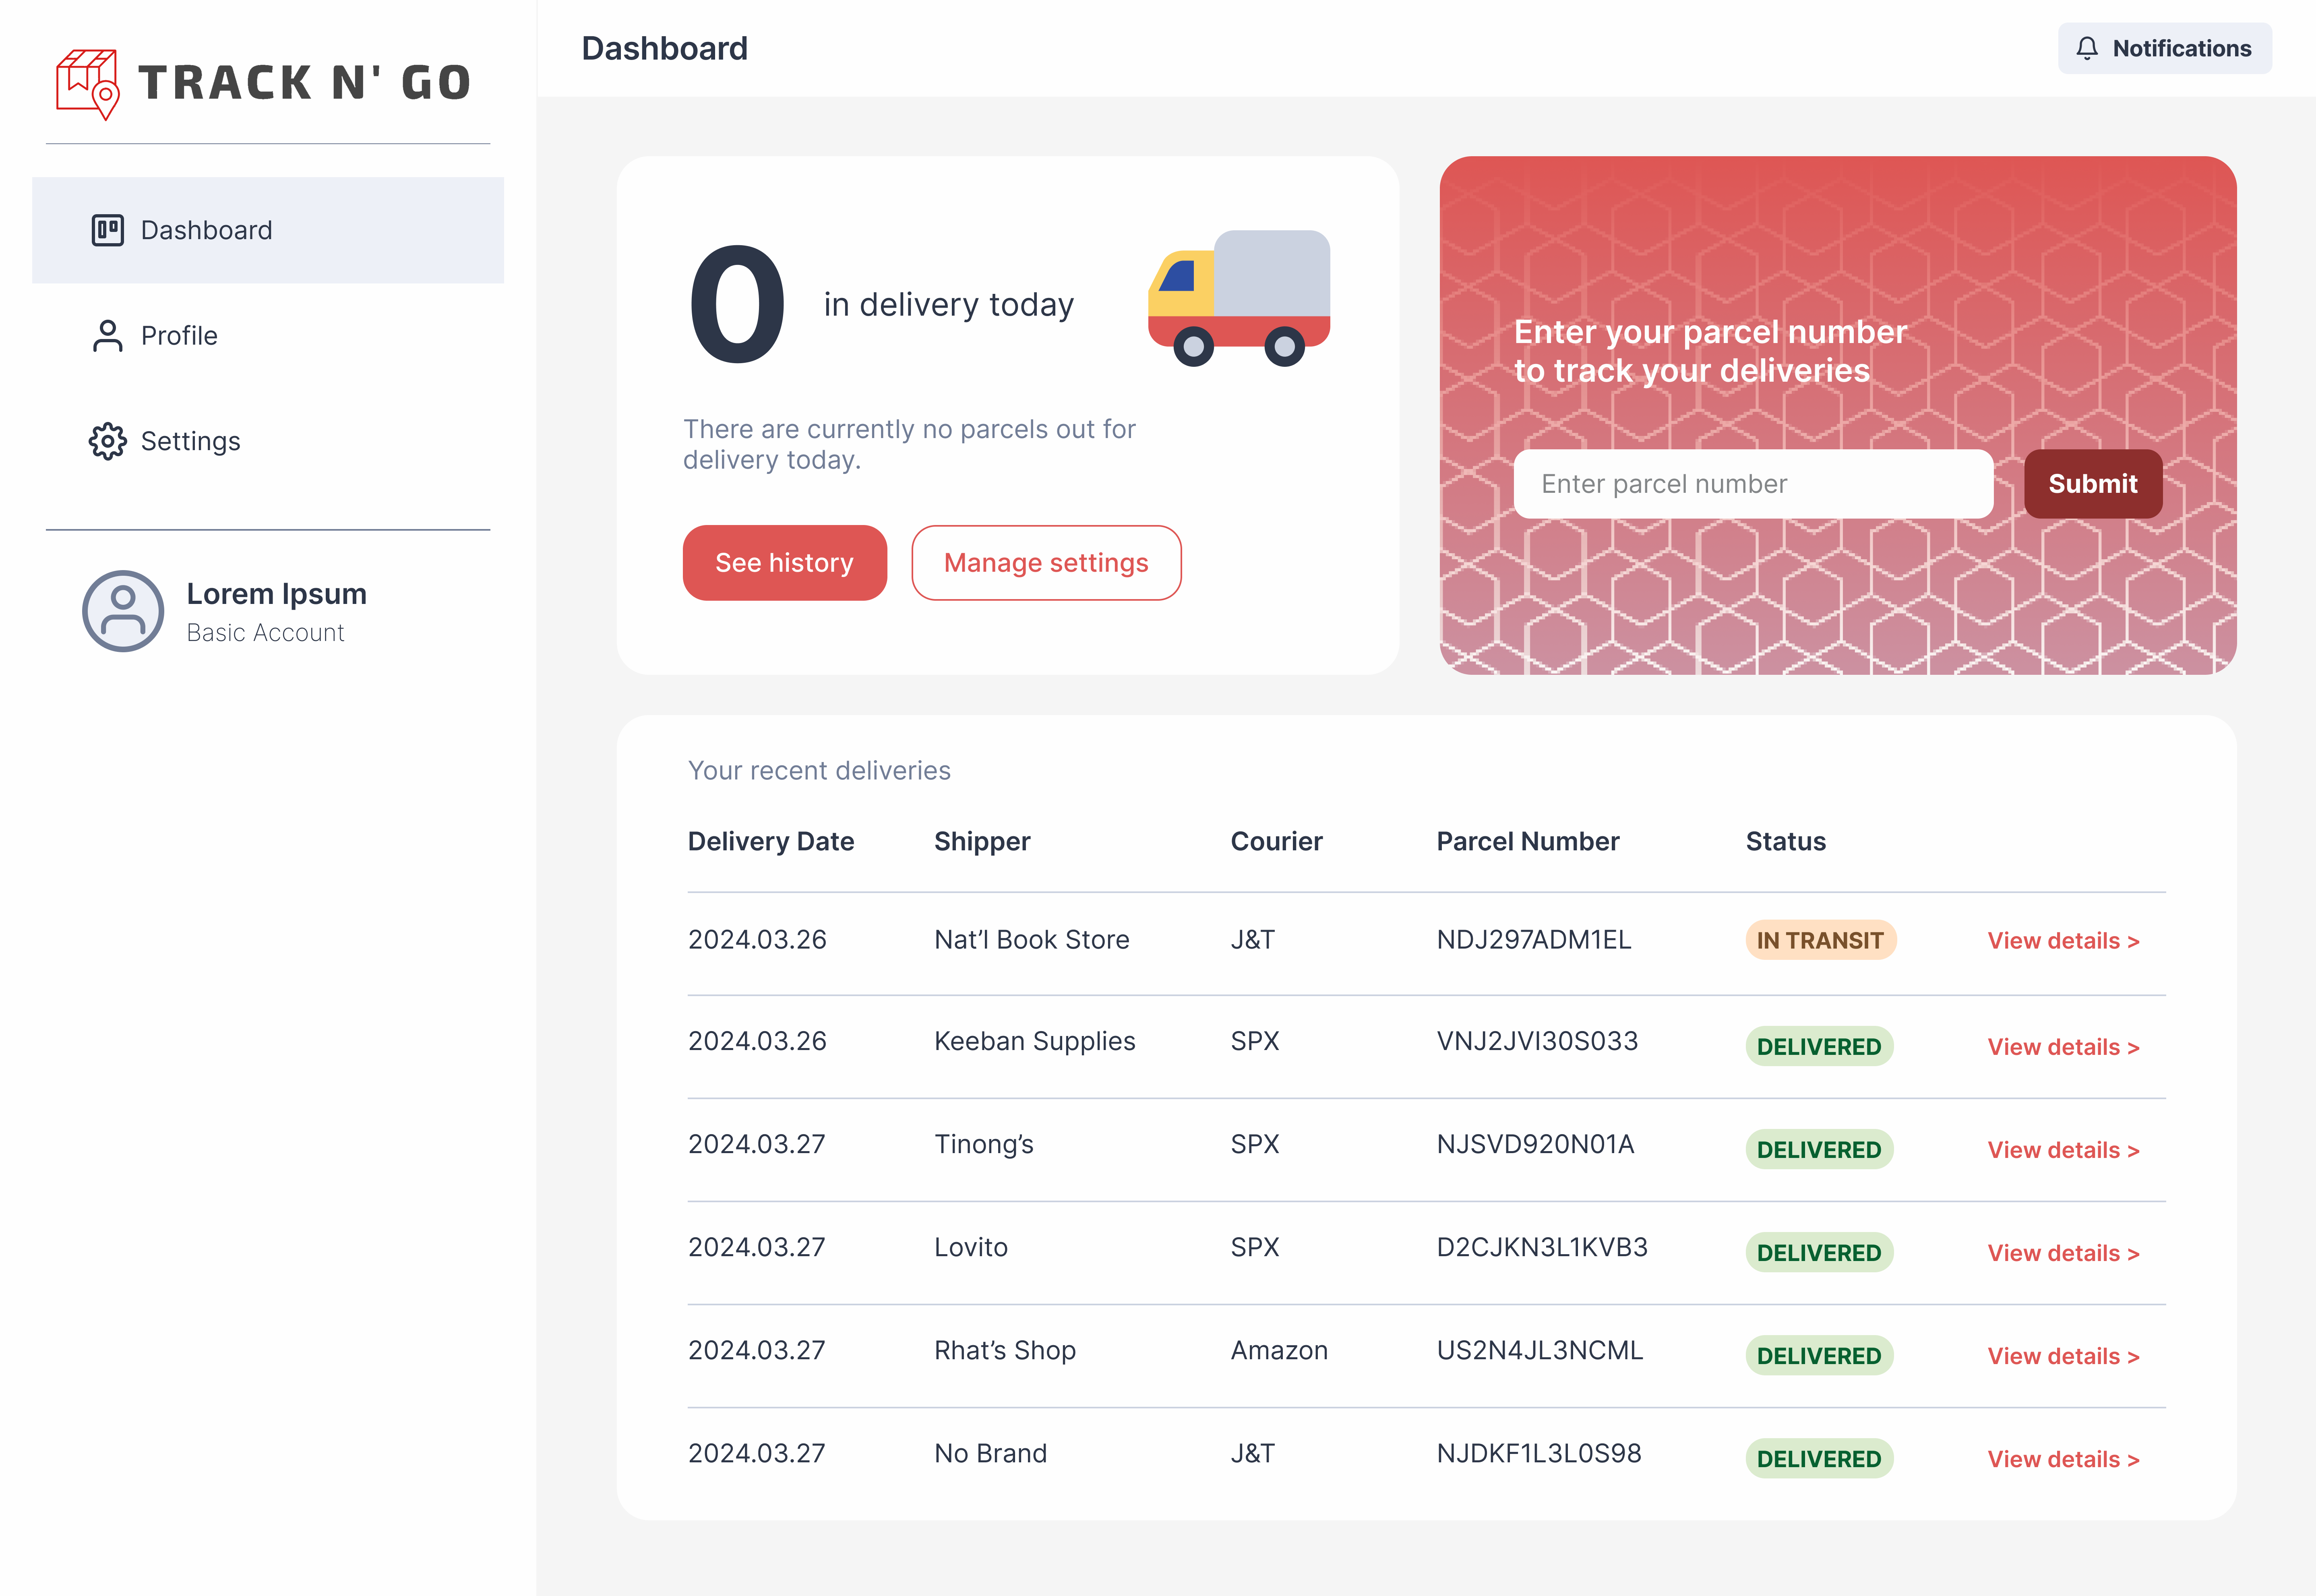 TRACK N' GO
Dashboard
Profile
Settings
Lorem Ipsum
Basic Account
Dashboard
Notifications
0 in delivery today
There are currently no parcels out for
delivery today.
See history Manage settings
Enter your parcel number
to track your deliveries
Enter parcel number Submit
Your recent deliveries
Delivery Date Shipper Courier Parcel Number Status
2024.03.26 Nat’l Book Store J&T NDJ297ADM1EL IN TRANSIT View details >
2024.03.26 Keeban Supplies SPX VNJ2JVI30S033 DELIVERED View details >
2024.03.27 Tinong’s SPX NJSVD920N01A DELIVERED View details >
2024.03.27 Lovito SPX D2CJKN3L1KVB3 DELIVERED View details >
2024.03.27 Rhat’s Shop Amazon US2N4JL3NCML DELIVERED View details >
2024.03.27 No Brand J&T NJDKF1L3L0S98 DELIVERED View details >